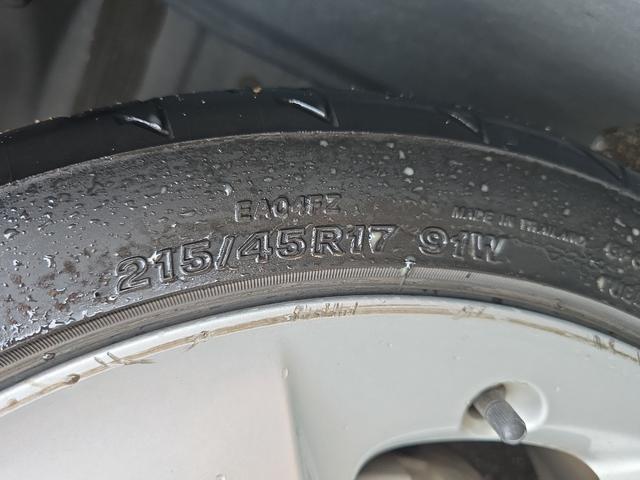 EA04FZ
215/45R17 91W
MADE IN THAILAND